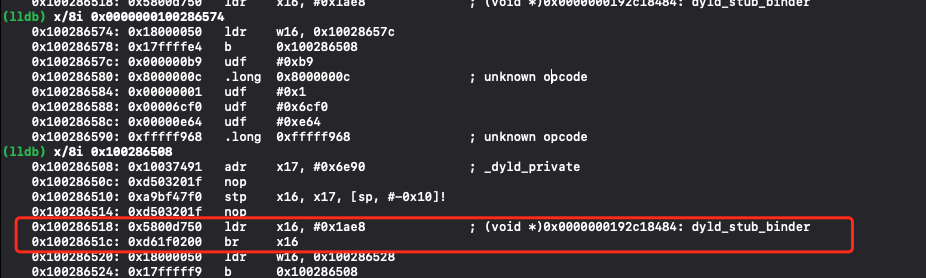 0x100286518: 0x5800d750 ldr x16, #0x1ae8 ; (void *)0x0000000192c18484: dyld_stub_binder
(lldb) x/8i 0x0000000100286574
0x100286574: 0x18000050 ldr w16, 0x10028657c
0x100286578: 0x17ffffe4 b 0x100286508
0x10028657c: 0x000000b9 udf #0xb9
0x100286580: 0x8000000c .long 0x8000000c ; unknown opcode
0x100286584: 0x00000001 udf #0x1
0x100286588: 0x00006cf0 udf #0x6cf0
0x10028658c: 0x00000e64 udf #0xe64
0x100286590: 0xfffff968 .long 0xfffff968 ; unknown opcode
(lldb) x/8i 0x100286508
0x100286508: 0x10037491 adr x17, #0x6e90 ; _dyld_private
0x10028650c: 0xd503201f nop
0x100286510: 0xa9bf47f0 stp x16, x17, [sp, #-0x10]!
0x100286514: 0xd503201f nop
0x100286518: 0x5800d750 ldr x16, #0x1ae8 ; (void *)0x0000000192c18484: dyld_stub_binder
0x10028651c: 0xd61f0200 br x16
0x100286520: 0x18000050 ldr w16, 0x100286528
0x100286524: 0x17fffff9 b 0x100286508